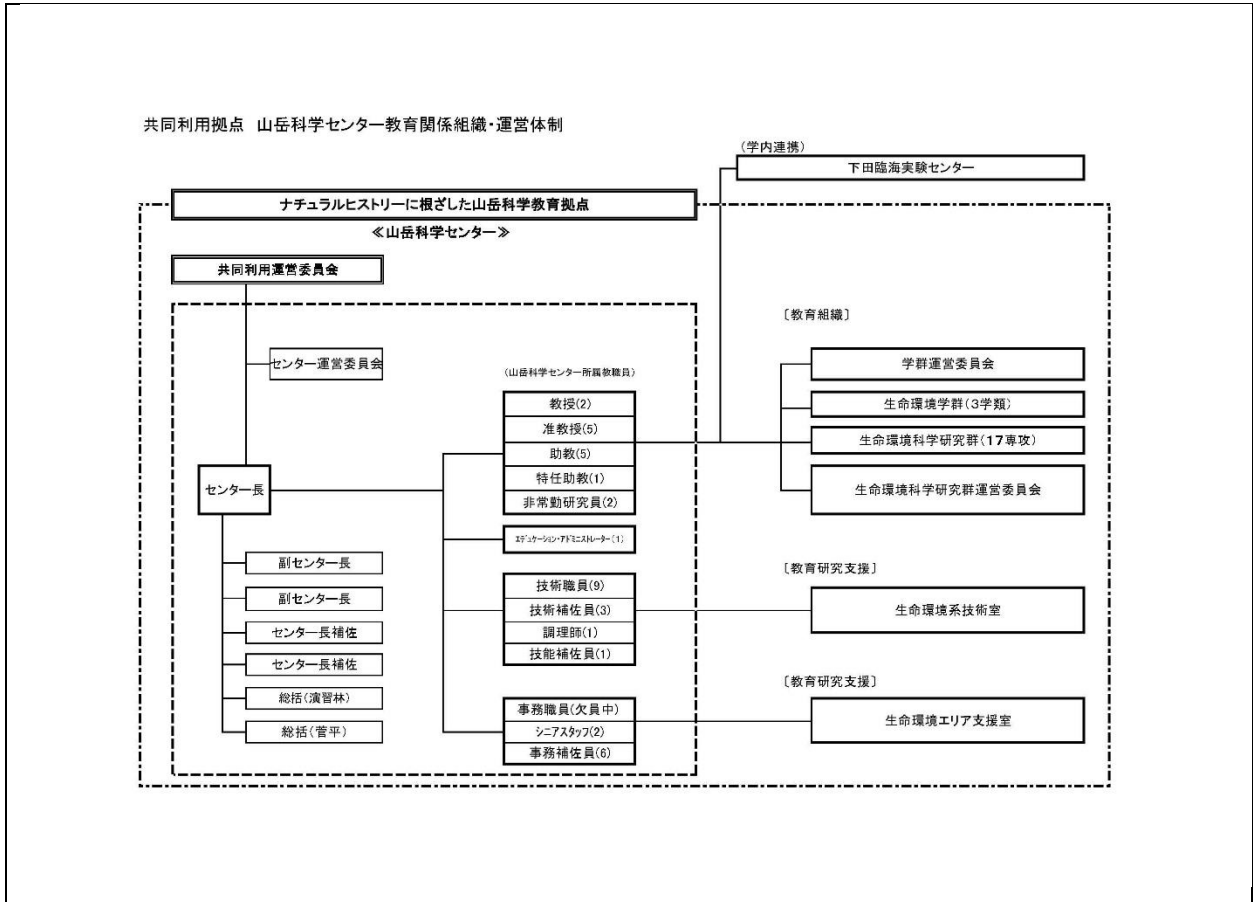 共同利用拠点 山岳科学センター教育関係組織・運営体制
(学内連携)
下田臨海実験センター
ナチュラルヒストリーに根ざした山岳科学教育拠点
≪山岳科学センター≫
共同利用運営委員会
センター運営委員会
センター長
副センター長
副センター長
センター長補佐
センター長補佐
総括(演習林)
総括(菅平)
(山岳科学センター所属教職員)
教授(2)
准教授(5)
助教(5)
特任助教(1)
非常勤研究員(2)
エデュケーション・アドミニストレーター(1)
技術職員(9)
技術補佐員(3)
調理師(1)
技能補佐員(1)
事務職員(欠員中)
シニアスタッフ(2)
事務補佐員(6)
〔教育組織〕
学群運営委員会
生命環境学群(3学類)
生命環境科学研究群(17専攻)
生命環境科学研究群運営委員会
〔教育研究支援〕
生命環境系技術室
〔教育研究支援〕
生命環境エリア支援室